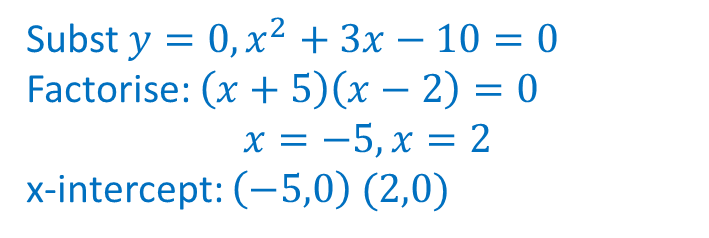 Subst y = 0, x² + 3x − 10 = 0
Factorise: (x + 5)(x − 2) = 0
x = −5, x = 2
x-intercept: (−5,0) (2,0)